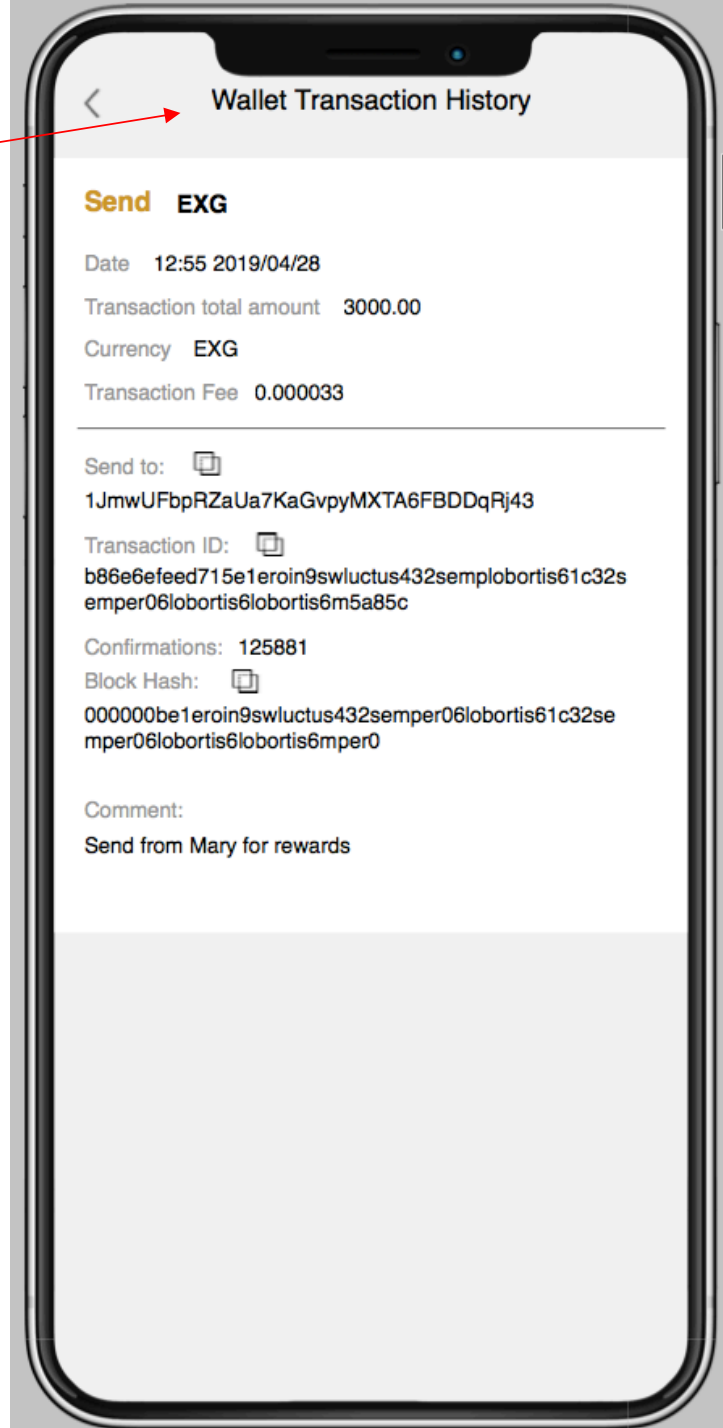 Wallet Transaction History
Send EXG
Date 12:55 2019/04/28
Transaction total amount 3000.00
Currency EXG
Transaction Fee 0.000033
Send to:
1JmwUFbpRZaUa7KaGvpyMXTA6FBDDqRj43
Transaction ID:
b86e6efeed715e1eroin9swluctus432semplobortis61c32s
emper06lobortis6lobortis6m5a85c
Confirmations: 125881
Block Hash:
000000be1eroin9swluctus432semper06lobortis61c32se
mper06lobortis6lobortis6mper0
Comment:
Send from Mary for rewards